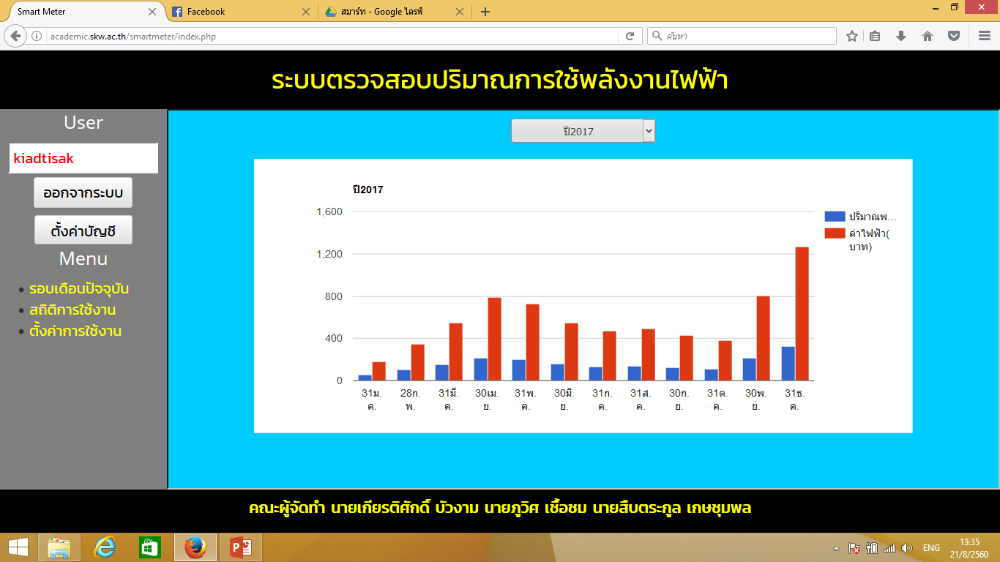 Smart Meter
Facebook
สมาร์ท - Google ไดรฟ์
academic.skw.ac.th/smartmeter/index.php
ค้นหา
ระบบตรวจสอบปริมาณการใช้พลังงานไฟฟ้า
User
kiadtisak
ออกจากระบบ
ตั้งค่าบัญชี
Menu
รอบเดือนปัจจุบัน
สถิติการใช้งาน
ตั้งค่าการใช้งาน
ปี2017
ปี2017
1,600
1,200
800
400
0
ปริมาณพ...
ค่าไฟฟ้า(
บาท)
31ม. 28ก. 31มี. 30เม. 31พ. 30มิ. 31ก. 31ส. 30ก. 31ต. 30พ. 31ธ.
ค. พ. ค. ย. ค. ย. ค. ค. ย. ค. ย. ค.
คณะผู้จัดทำ นายเกียรติศักดิ์ บัวงาม นายภูวิศ เชื้อชม นายสืบตระกูล เกษชุมพล
ENG
13:35
21/8/2560